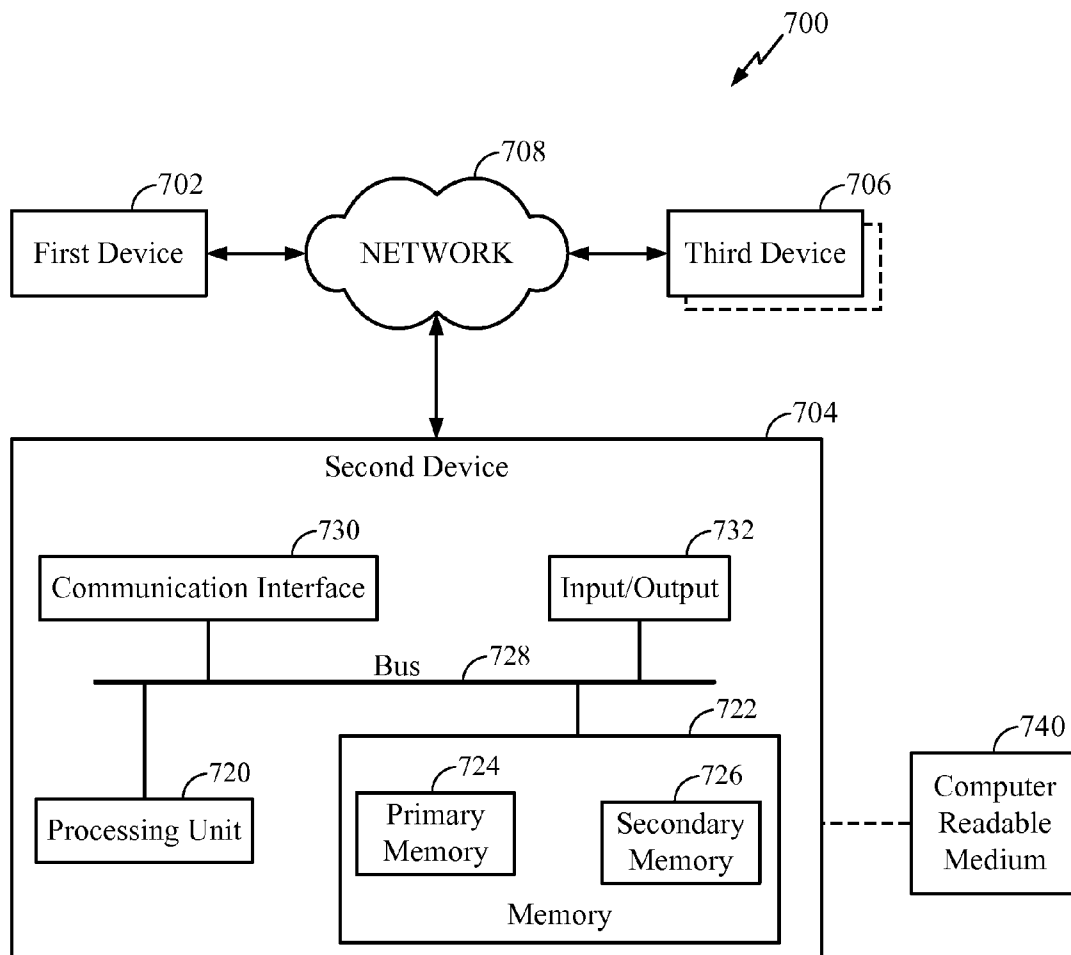 700
708
702
706
First Device
NETWORK
Third Device
704
Second Device
730
732
Communication Interface
Input/Output
Bus
728
722
740
720
724
726
Processing Unit
Primary
Memory
Secondary
Memory
Memory
Computer
Readable
Medium